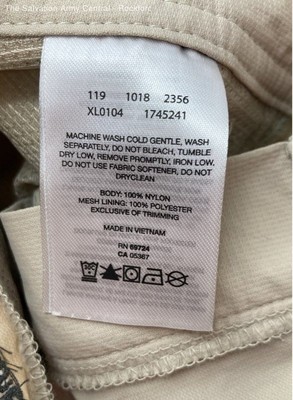 The Salvation Army Central - Rockford
119 1018 2356
XL0104 1745241
MACHINE WASH COLD GENTLE, WASH
SEPARATELY, DO NOT BLEACH, TUMBLE
DRY LOW, REMOVE PROMPTLY, IRON LOW.
DO NOT USE FABRIC SOFTENER, DO NOT
DRYCLEAN
BODY: 100% NYLON
MESH LINING: 100% POLYESTER
EXCLUSIVE OF TRIMMING
MADE IN VIETNAM
RN 69724
CA 05367